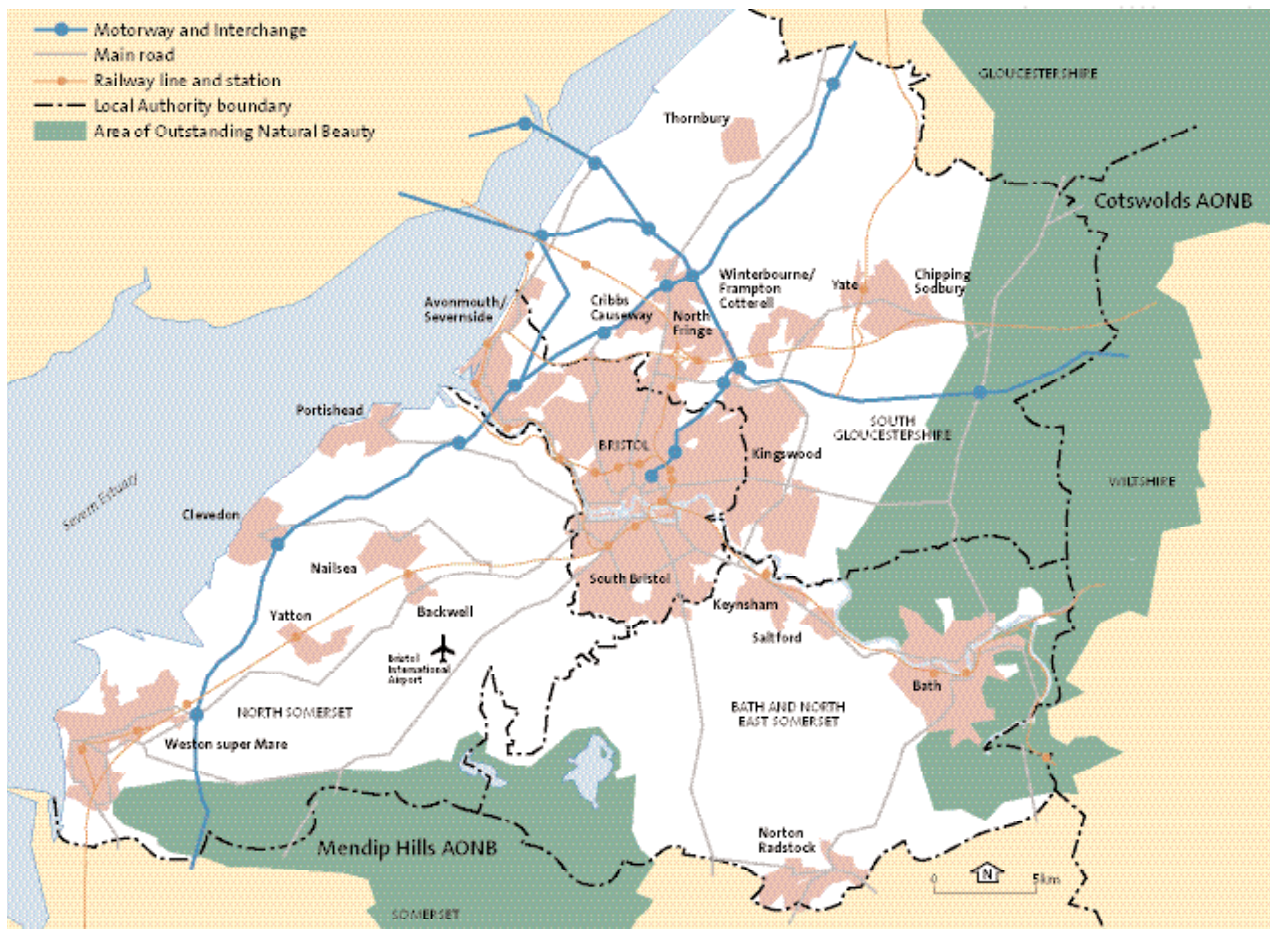 Motorway and Interchange
Main road
Railway line and station
Local Authority boundary
Area of Outstanding Natural Beauty
GLOUCESTERSHIRE
Thornbury
Cotswolds AONB
Winterbourne/
Frampton
Cotterell
Yate
Chipping
Sodbury
Avonmouth/
Severnside
Cribbs
Causeway
North
Fringe
Portishead
SOUTH
GLOUCESTERSHIRE
BRISTOL
Kingswood
WILTSHIRE
Severn Estuary
Clevedon
Nailsea
South Bristol
Keynsham
Backwell
Yatton
Saltford
Bristol
International
Airport
Bath
NORTH SOMERSET
BATH AND NORTH
EAST SOMERSET
Weston super Mare
Norton
Radstock
Mendip Hills AONB
N
0 5km
SOMERSET